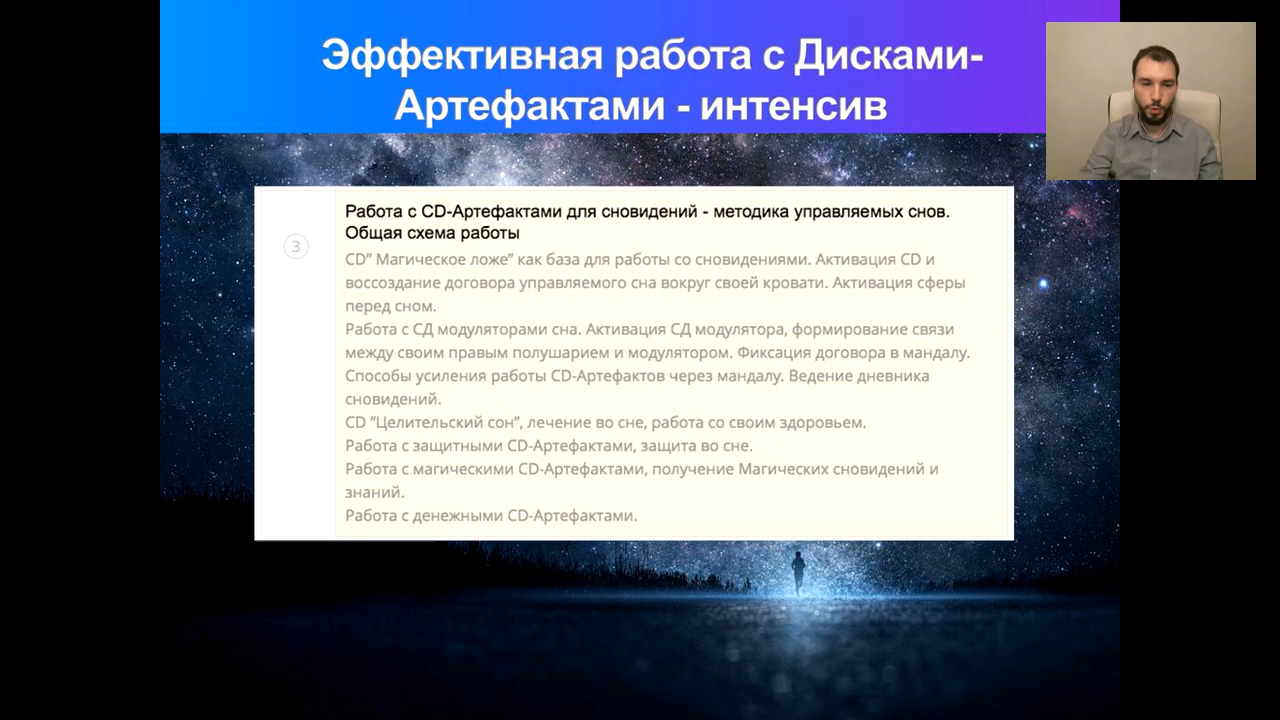 Эффективная работа с Дисками-
Артефактами - интенсив
3
Работа с CD-Артефактами для сновидений - методика управляемых снов.
Общая схема работы
CD” Магическое ложе” как база для работы со сновидениями. Активация CD и
воссоздание договора управляемого сна вокруг своей кровати. Активация сферы
перед сном.
Работа с СД модуляторами сна. Активация СД модулятора, формирование связи
между своим правым полушарием и модулятором. Фиксация договора в мандалу.
Способы усиления работы CD-Артефактов через мандалу. Ведение дневника
сновидений.
CD “Целительский сон”, лечение во сне, работа со своим здоровьем.
Работа с защитными CD-Артефактами, защита во сне.
Работа с магическими CD-Артефактами, получение Магических сновидений и
знаний.
Работа с денежными CD-Артефактами.